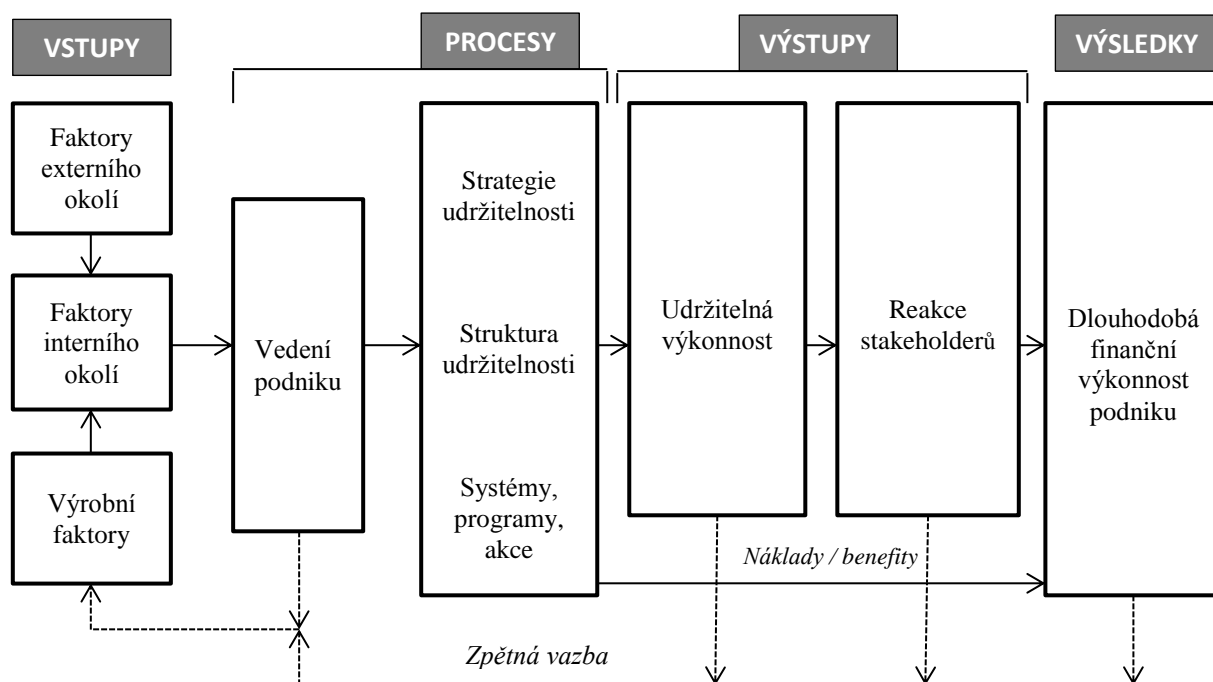 VSTUPY
PROCESY
VÝSTUPY
VÝSLEDKY
Faktory
externího
okolí
Faktory
interního
okolí
Výrobní
faktory
Vedení
podniku
Strategie
udržitelnosti
Struktura
udržitelnosti
Systémy,
programy,
akce
Udržitelná
výkonnost
Reakce
stakeholderů
Dlouhodobá
finanční
výkonnost
podniku
Náklady / benefity
Zpětná vazba